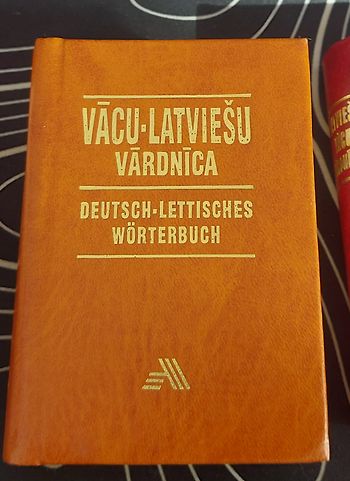 VĀCU-LATVIEŠU
VĀRDNĪCA
DEUTSCH-LETTISCHES
WÖRTERBUCH